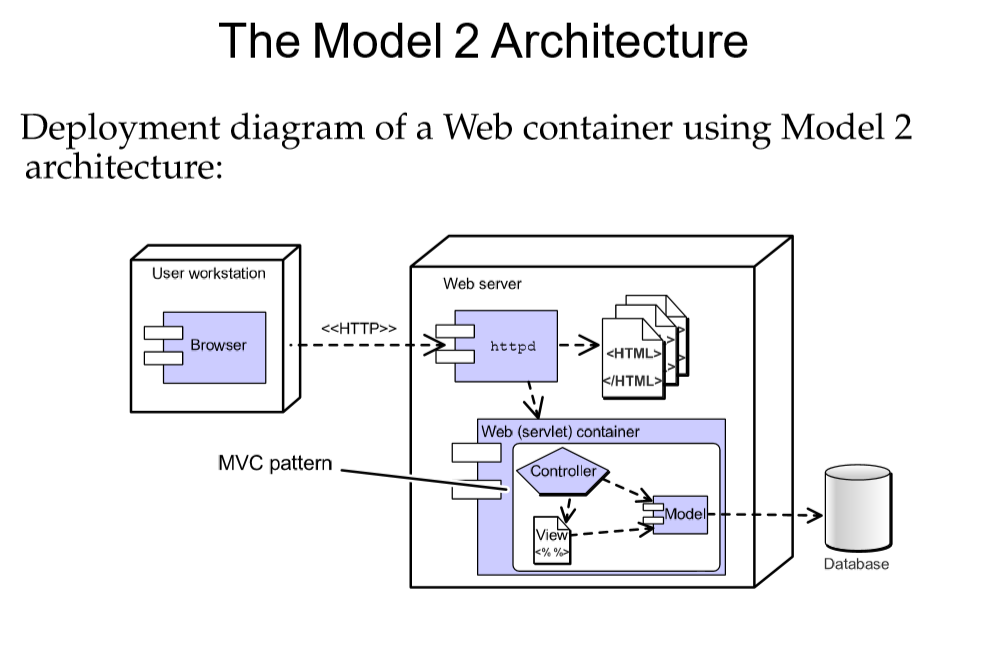 The Model 2 Architecture
Deployment diagram of a Web container using Model 2
architecture:
User workstation
Browser
<<HTTP>>
Web server
httpd
<HTML>
</HTML>
>
>
>
>
Web (servlet) container
MVC pattern
Controller
Model
View
<% %>
Database